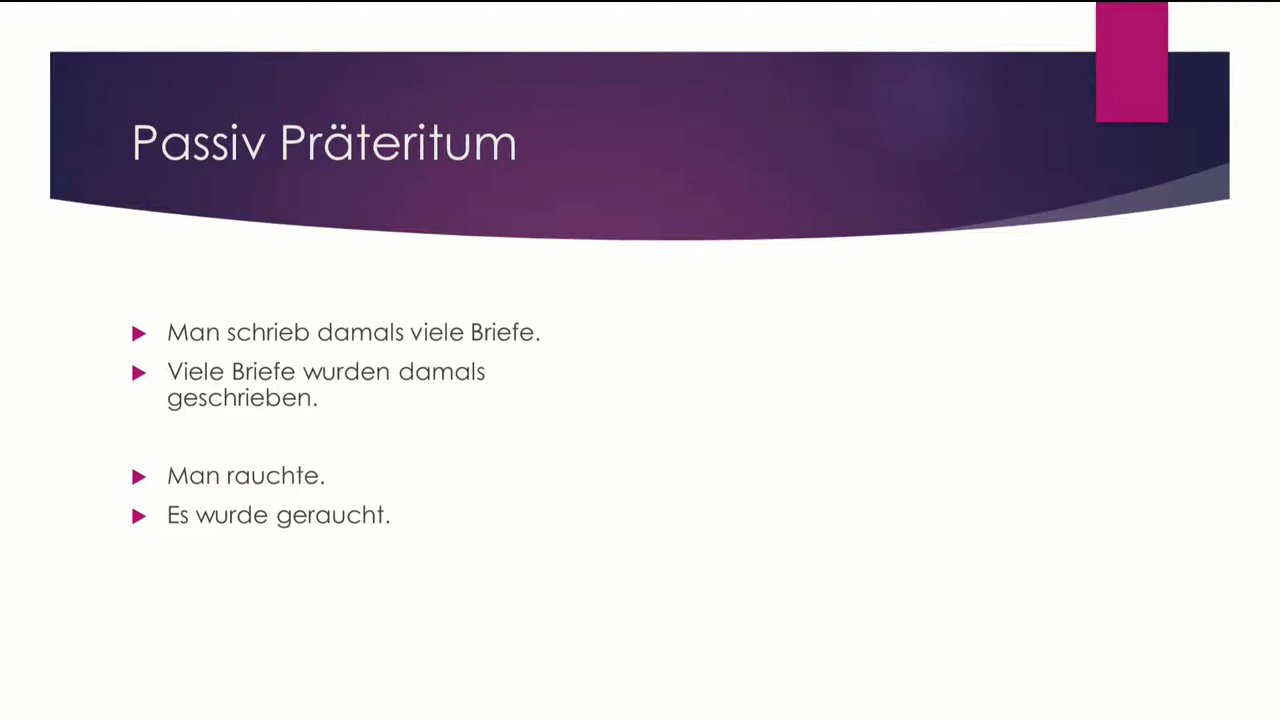 Passiv Präteritum
Man schrieb damals viele Briefe.
Viele Briefe wurden damals
geschrieben.
Man rauchte.
Es wurde geraucht.